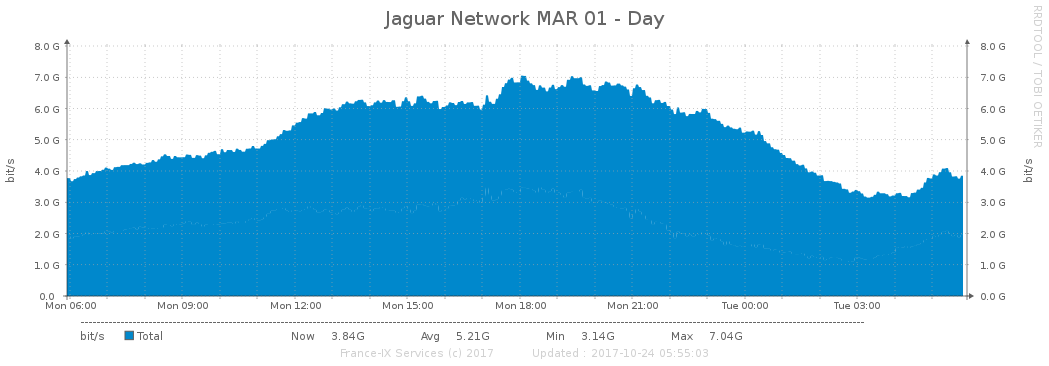 Jaguar Network MAR 01 - Day
RRDTOOL / TOBI OETIKER
bit/s
bit/s
8.0 G 8.0 G
7.0 G 7.0 G
6.0 G 6.0 G
5.0 G 5.0 G
4.0 G 4.0 G
3.0 G 3.0 G
2.0 G 2.0 G
1.0 G 1.0 G
0.0 0.0 G
Mon 06:00 Mon 09:00 Mon 12:00 Mon 15:00 Mon 18:00 Mon 21:00 Tue 00:00 Tue 03:00
bit/s Total Now 3.84G Avg 5.21G Min 3.14G Max 7.04G
France-IX Services (c) 2017 Updated : 2017-10-24 05:55:03